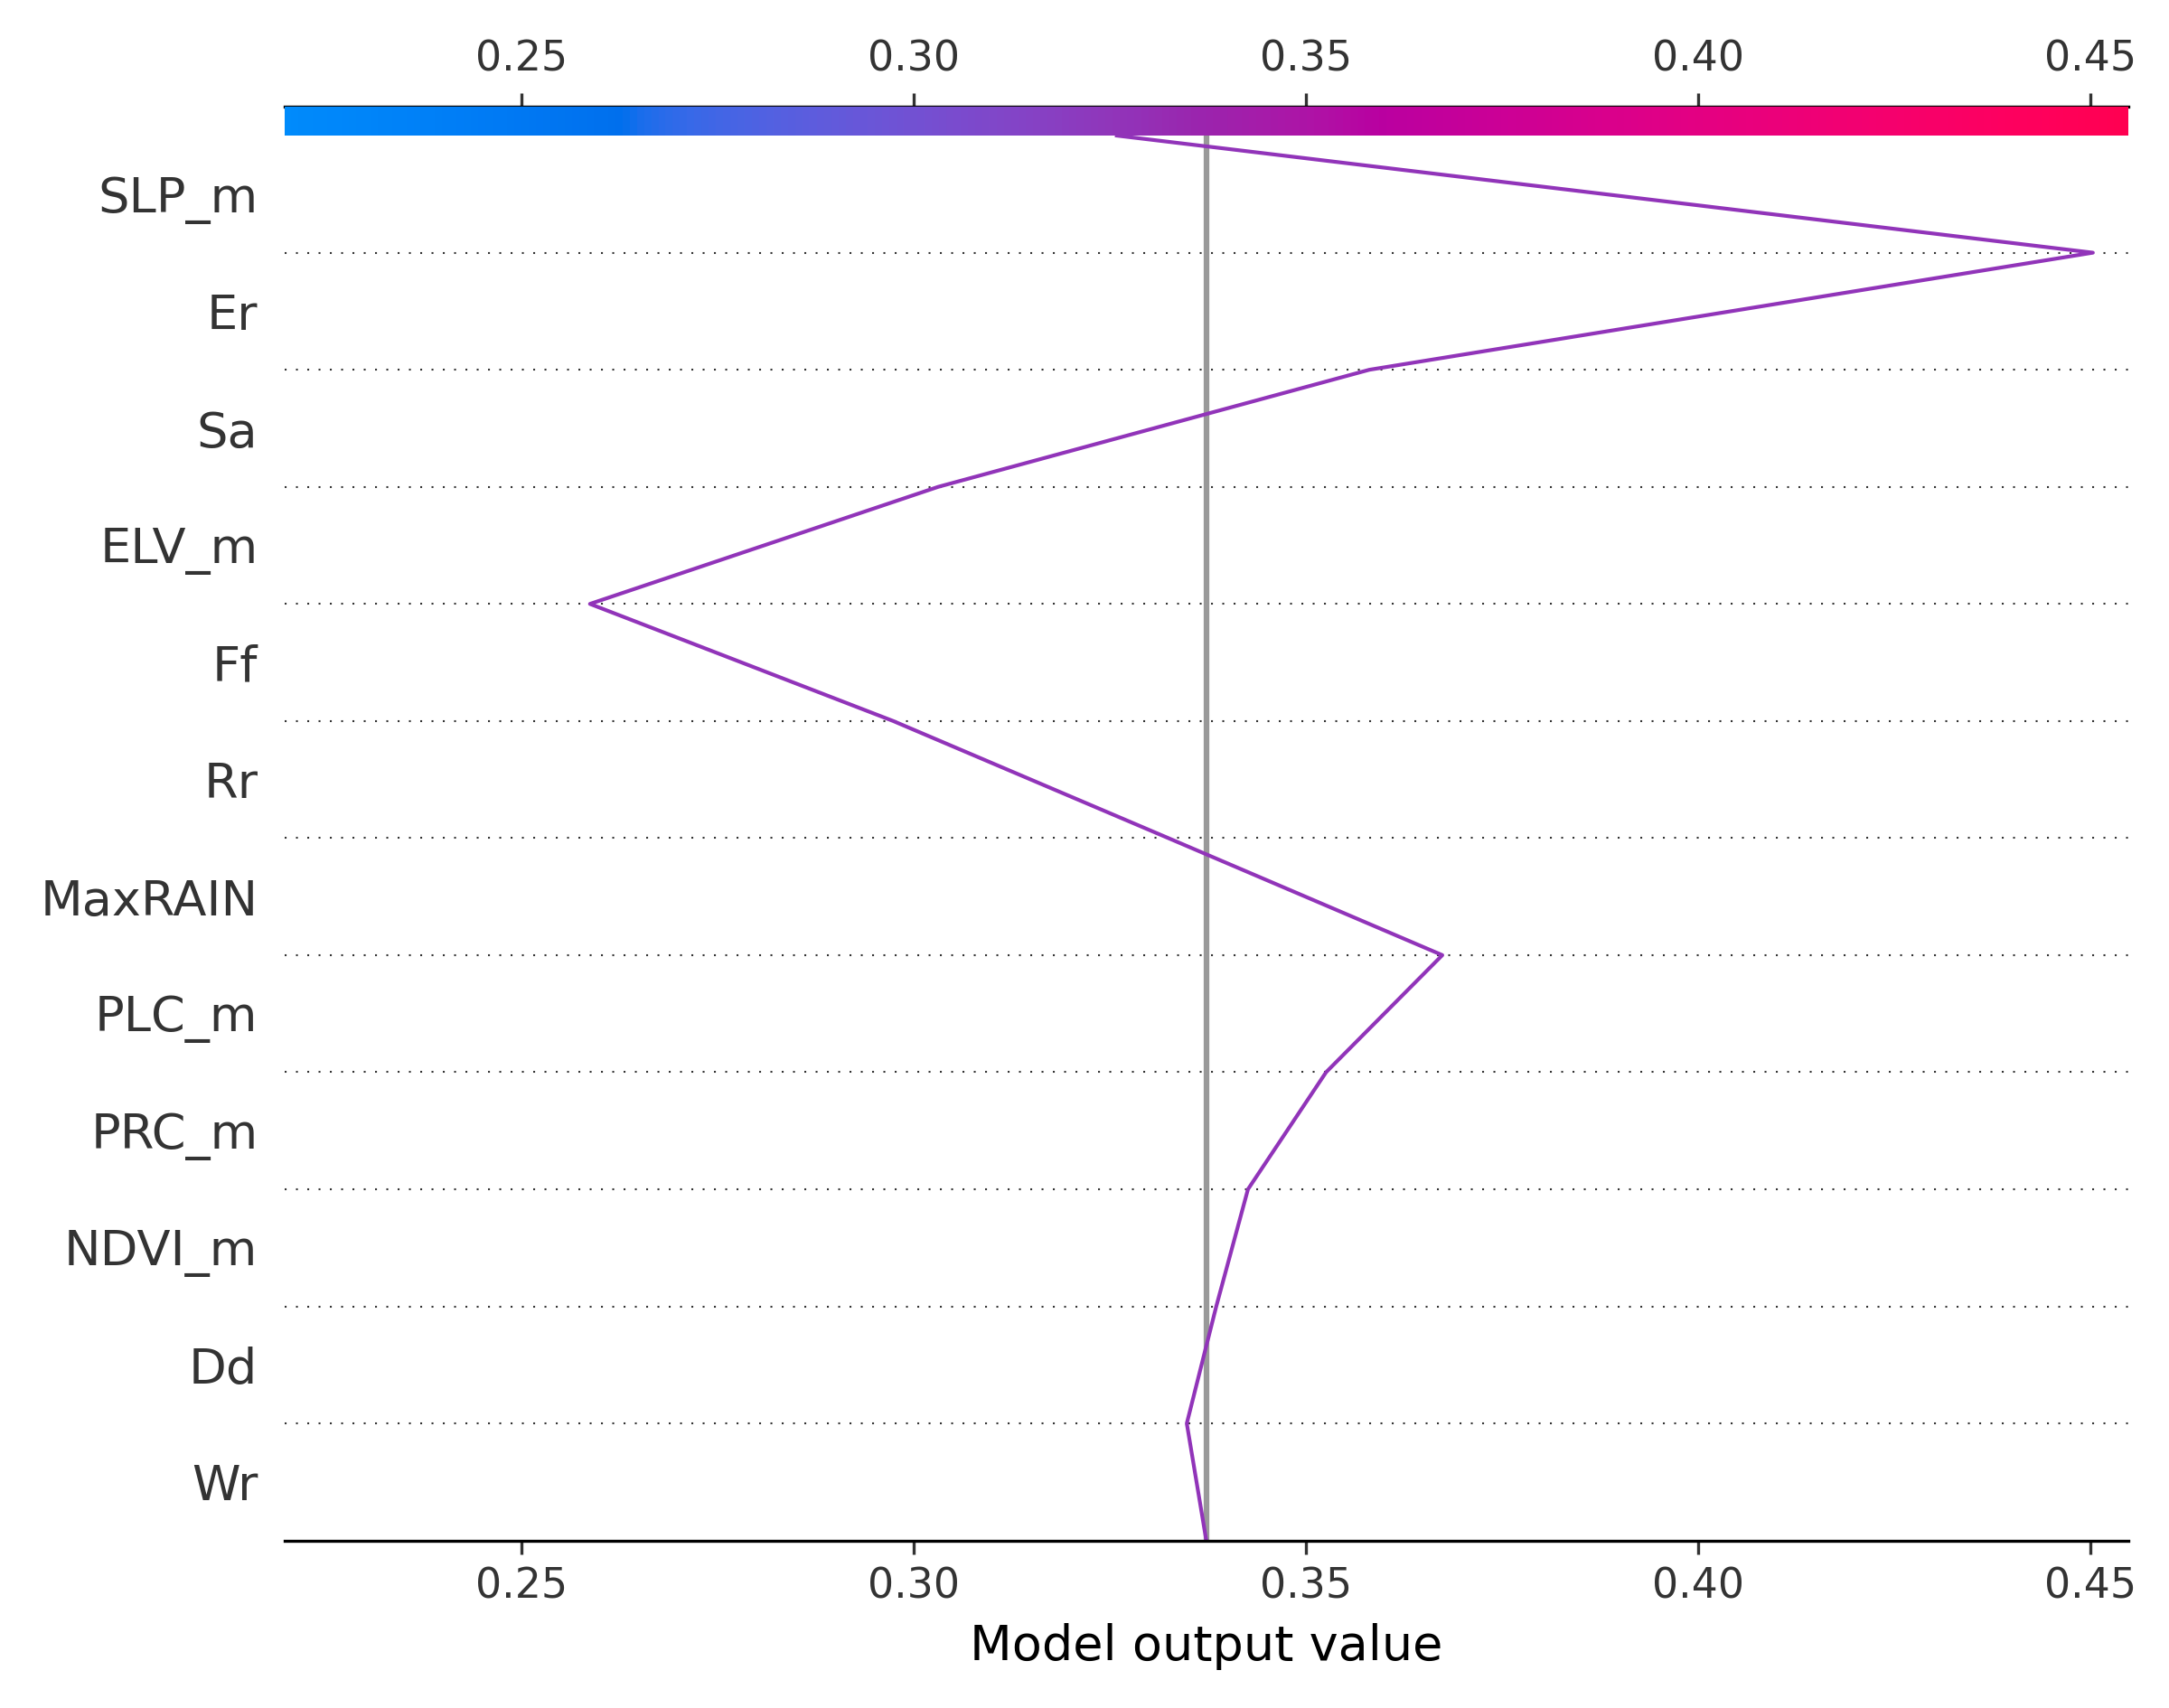 0.25 0.30 0.35 0.40 0.45
SLP_m
Er
Sa
ELV_m
Ff
Rr
MaxRAIN
PLC_m
PRC_m
NDVI_m
Dd
Wr
0.25 0.30 0.35 0.40 0.45
Model output value